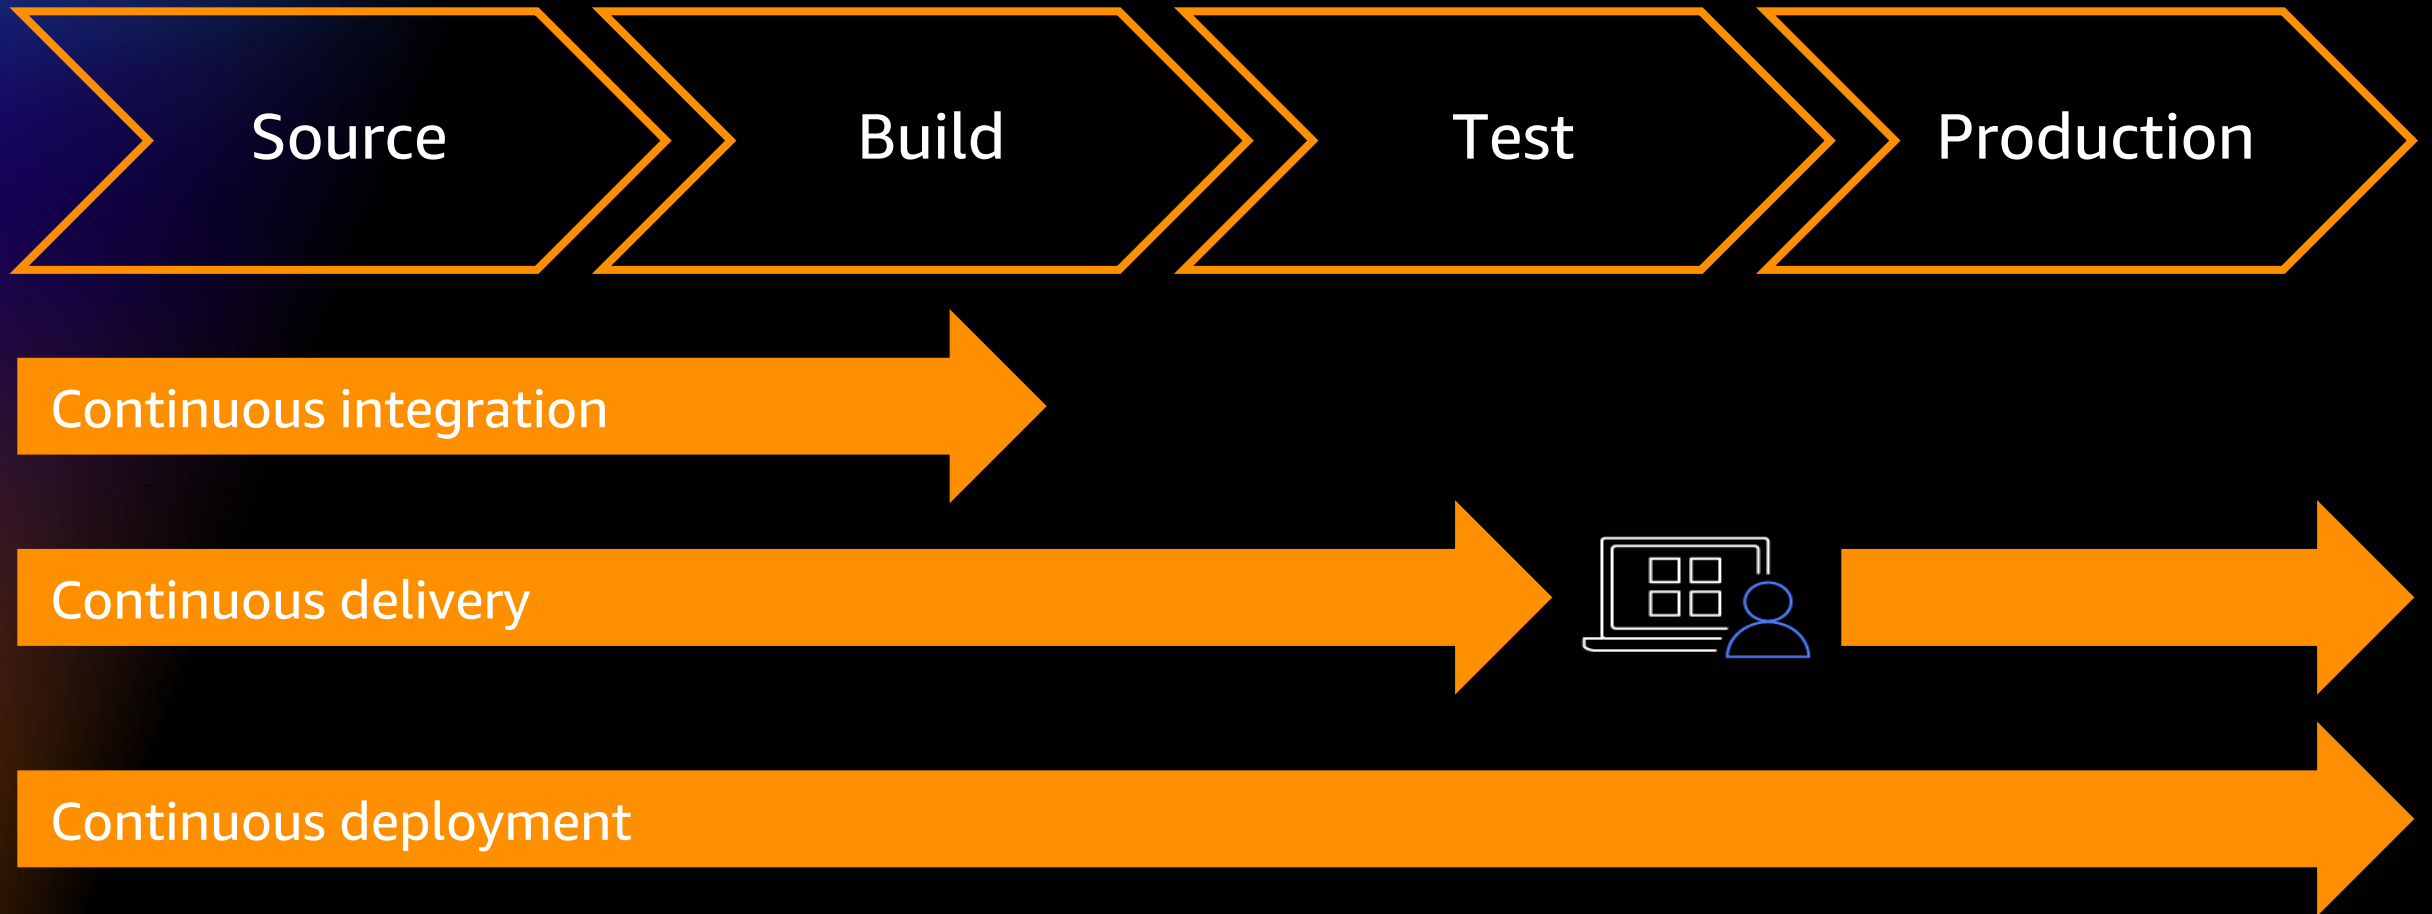 Source
Build
Test
Production
Continuous integration
Continuous delivery
Continuous deployment